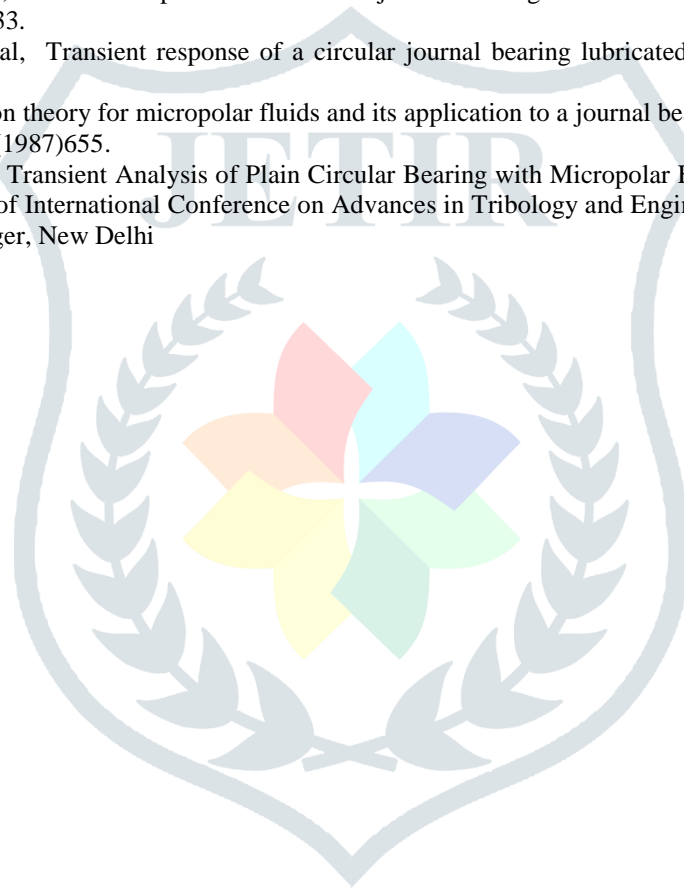 33.
al, Transient response of a circular journal bearing lubricated
on theory for micropolar fluids and its application to a journal be
1987)655.
Transient Analysis of Plain Circular Bearing with Micropolar
of International Conference on Advances in Tribology and Engin
ger, New Delhi
JETIR